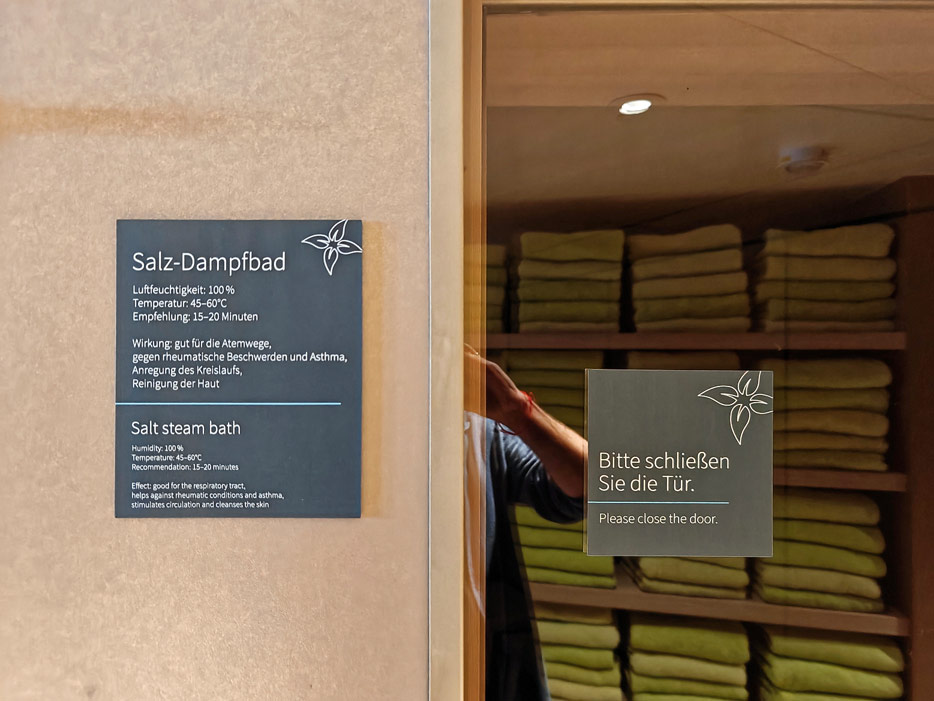 Salz-Dampfbad
Luftfeuchtigkeit: 100 %
Temperatur: 45–60°C
Empfehlung: 15–20 Minuten
Wirkung: gut für die Atemwege,
gegen rheumatische Beschwerden und Asthma,
Anregung des Kreislaufs,
Reinigung der Haut
Salt steam bath
Humidity: 100 %
Temperature: 45–60°C
Recommendation: 15–20 minutes
Effect: good for the respiratory tract,
helps against rheumatic conditions and asthma,
stimulates circulation and cleanses the skin
Bitte schließen
Sie die Tür.
Please close the door.